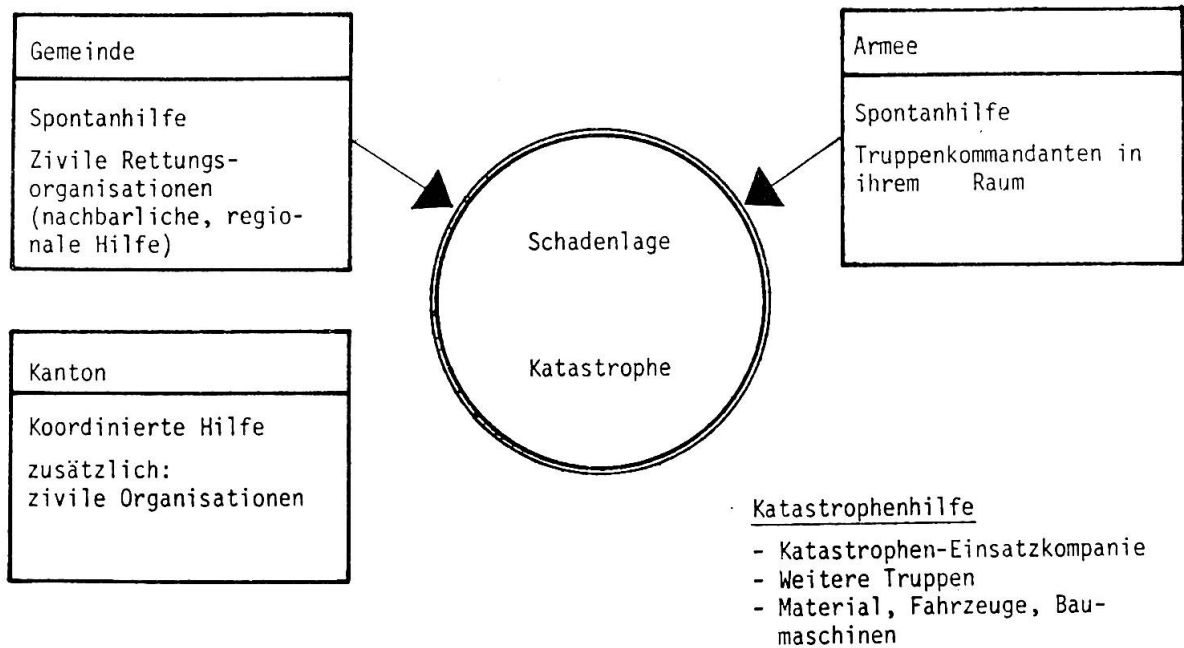 Gemeinde
Spontanhilfe
Zivile Rettungs-
organisationen
(nachbarliche, regio-
nale Hilfe)
Armee
Spontanhilfe
Truppenkommandanten in
ihrem Raum
Schadenlage
Katastrophe
Kanton
Koordinierte Hilfe
zusätzlich:
zivile Organisationen
Katastrophenhilfe
- Katastrophen-Einsatzkompanie
- Weitere Truppen
- Material, Fahrzeuge, Bau-
maschinen